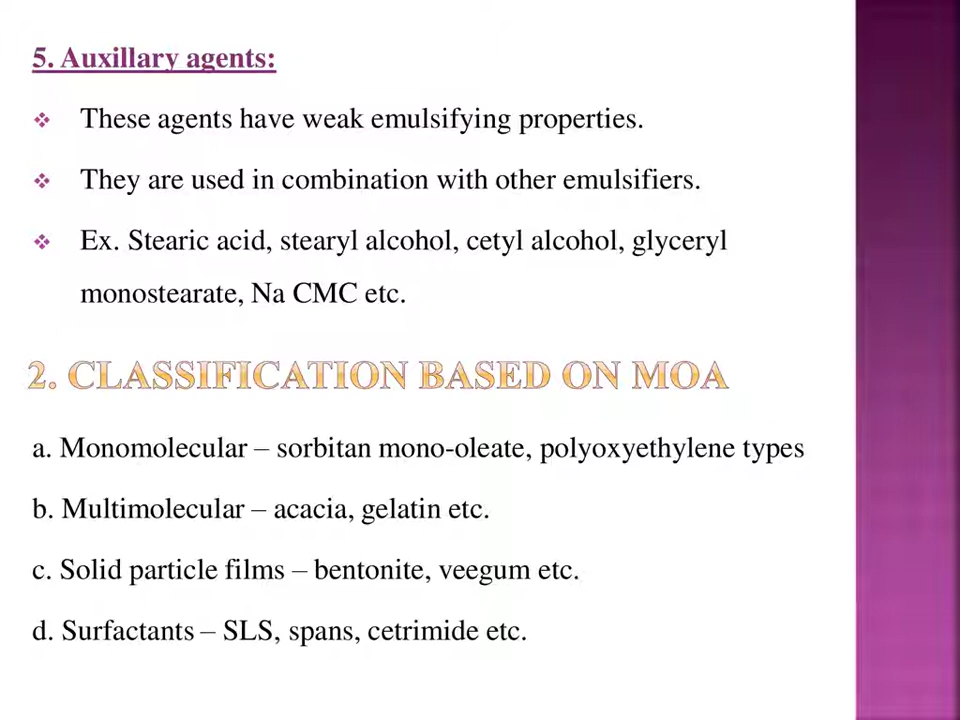 5. Auxillary agents:
❖ These agents have weak emulsifying properties.
❖ They are used in combination with other emulsifiers.
❖ Ex. Stearic acid, stearyl alcohol, cetyl alcohol, glyceryl
monostearate, Na CMC etc.
2. CLASSIFICATION BASED ON MOA
a. Monomolecular – sorbitan mono-oleate, polyoxyethylene types
b. Multimolecular – acacia, gelatin etc.
c. Solid particle films – bentonite, veegum etc.
d. Surfactants – SLS, spans, cetrimide etc.